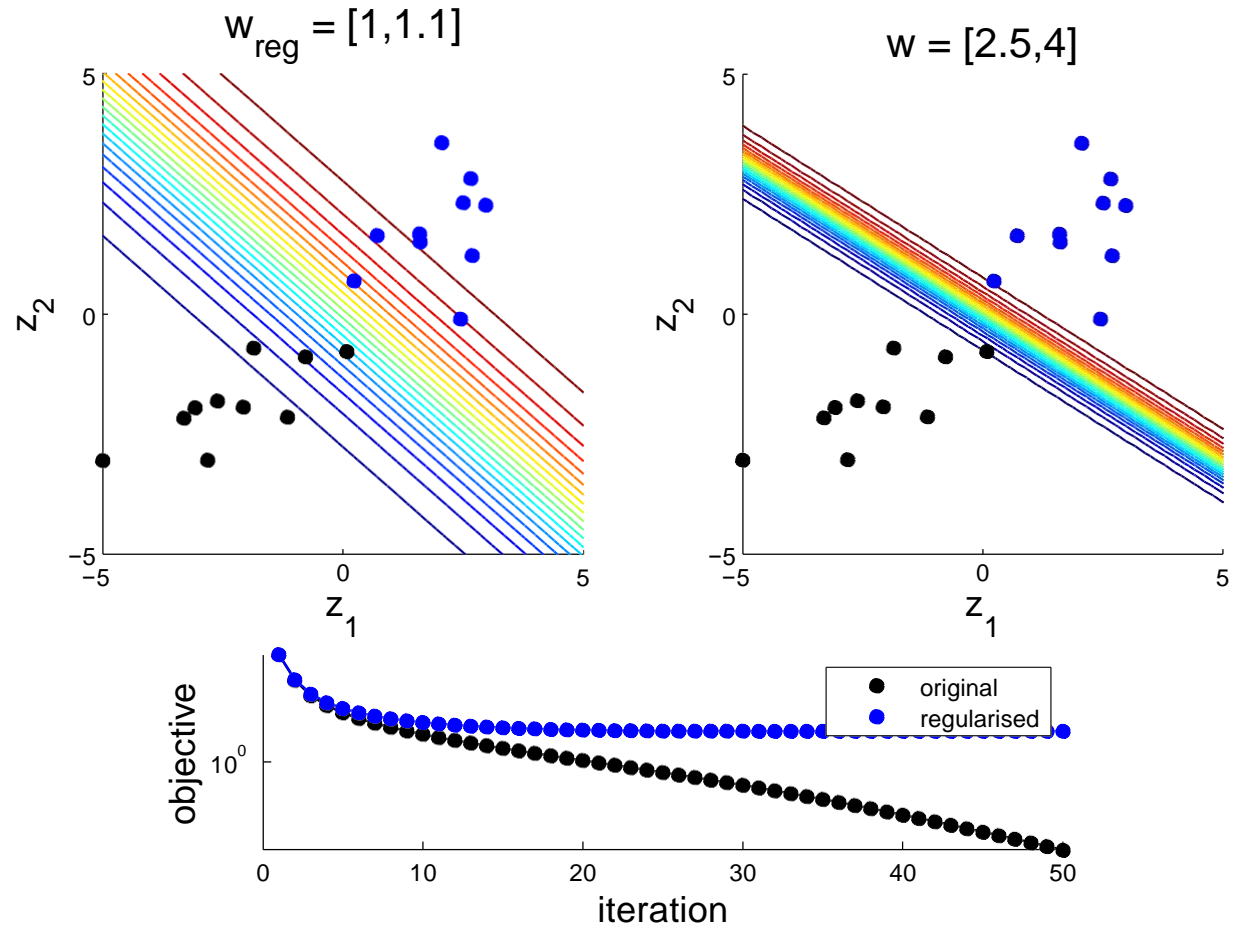 w_reg = [1,1.1]
w = [2.5,4]
5
0
−5
−5
0
5
z_2
z_1
5
0
−5
−5
0
5
z_2
z_1
original
regularised
10^0
objective
0
10
20
30
40
50
iteration